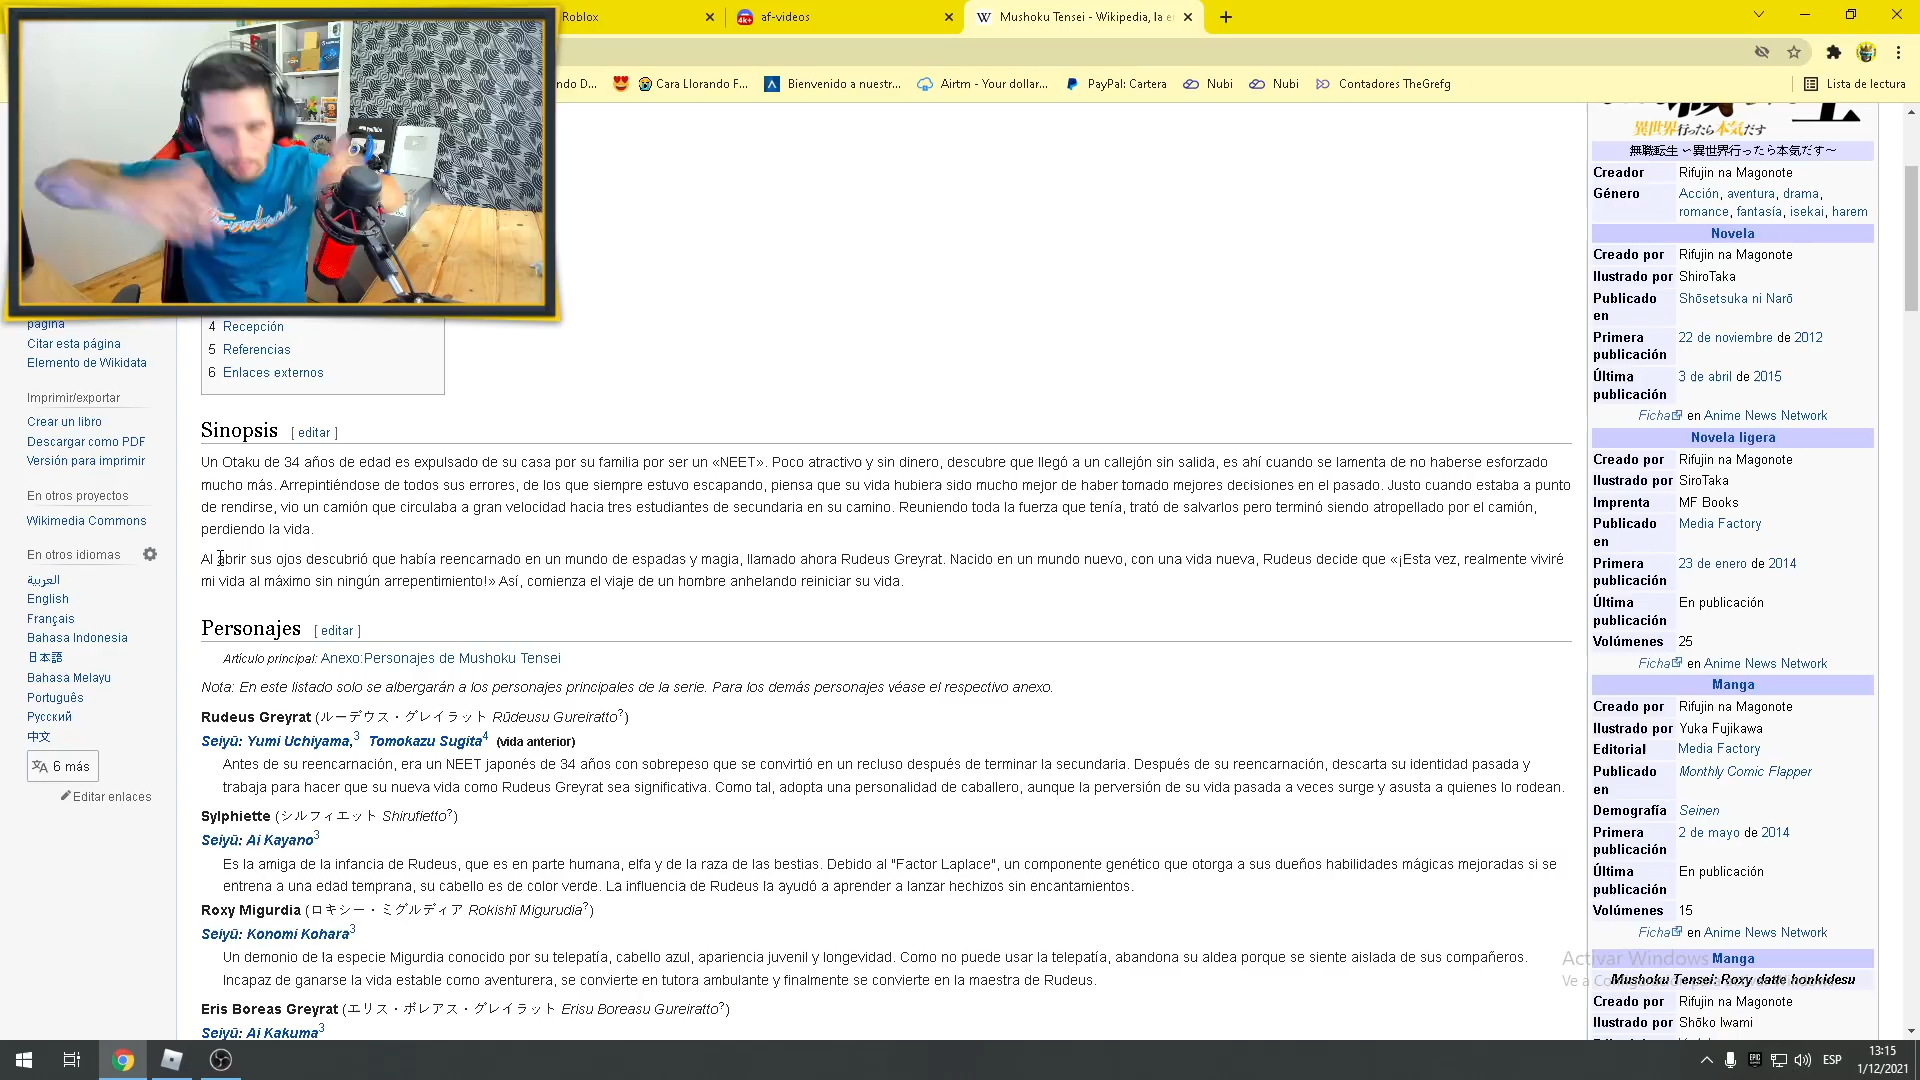 Roblox
af-videos
Mushoku Tensei - Wikipedia, la e
ndo D...
Cara Llorando F...
Bienvenido a nuestr...
Airtm - Your dollar...
PayPal: Cartera
Nubi
Nubi
Contadores TheGrefg
Lista de lectura
página
Citar esta página
Elemento de Wikidata
Imprimir/exportar
Crear un libro
Descargar como PDF
Versión para imprimir
En otros proyectos
Wikimedia Commons
En otros idiomas
العربية
English
Français
Bahasa Indonesia
日本語
Bahasa Melayu
Português
Русский
中文
6 más
Editar enlaces
4 Recepción
5 Referencias
6 Enlaces externos
Sinopsis [ editar ]
Un Otaku de 34 años de edad es expulsado de su casa por su familia por ser un «NEET». Poco atractivo y sin dinero, descubre que llegó a un callejón sin salida, es ahí cuando se lamenta de no haberse esforzado
mucho más. Arrepintiéndose de todos sus errores, de los que siempre estuvo escapando, piensa que su vida hubiera sido mucho mejor de haber tomado mejores decisiones en el pasado. Justo cuando estaba a punto
de rendirse, vio un camión que circulaba a gran velocidad hacia tres estudiantes de secundaria en su camino. Reuniendo toda la fuerza que tenía, trató de salvarlos pero terminó siendo atropellado por el camión,
perdiendo la vida.
Al abrir sus ojos descubrió que había reencarnado en un mundo de espadas y magia, llamado ahora Rudeus Greyrat. Nacido en un mundo nuevo, con una vida nueva, Rudeus decide que «¡Esta vez, realmente viviré
mi vida al máximo sin ningún arrepentimiento!» Así, comienza el viaje de un hombre anhelando reiniciar su vida.
Personajes [ editar ]
Artículo principal: Anexo:Personajes de Mushoku Tensei
Nota: En este listado solo se albergarán a los personajes principales de la serie. Para los demás personajes véase el respectivo anexo.
Rudeus Greyrat (ルーデウス・グレイラット Rūdeusu Gureiratto?)
Seiyū: Yumi Uchiyama,3 Tomokazu Sugita4 (vida anterior)
Antes de su reencarnación, era un NEET japonés de 34 años con sobrepeso que se convirtió en un recluso después de terminar la secundaria. Después de su reencarnación, descarta su identidad pasada y
trabaja para hacer que su nueva vida como Rudeus Greyrat sea significativa. Como tal, adopta una personalidad de caballero, aunque la perversión de su vida pasada a veces surge y asusta a quienes lo rodean.
Sylphiette (シルフィエット Shirufietto?)
Seiyū: Ai Kayano3
Es la amiga de la infancia de Rudeus, que es en parte humana, elfa y de la raza de las bestias. Debido al "Factor Laplace", un componente genético que otorga a sus dueños habilidades mágicas mejoradas si se
entrena a una edad temprana, su cabello es de color verde. La influencia de Rudeus la ayudó a aprender a lanzar hechizos sin encantamientos.
Roxy Migurdia (ロキシー・ミグルディア Rokishī Migurudia?)
Seiyū: Konomi Kohara3
Un demonio de la especie Migurdia conocido por su telepatía, cabello azul, apariencia juvenil y longevidad. Como no puede usar la telepatía, abandona su aldea porque se siente aislada de sus compañeros.
Incapaz de ganarse la vida estable como aventurera, se convierte en tutora ambulante y finalmente se convierte en la maestra de Rudeus.
Eris Boreas Greyrat (エリス・ボレアス・グレイラット Erisu Boreasu Gureiratto?)
Seiyū: Ai Kakuma3
異世界行ったら本気だす
無職転生 ～異世界行ったら本気だす～
Creador Rifujin na Magonote
Género Acción, aventura, drama,
romance, fantasía, isekai, harem
Novela
Creado por Rifujin na Magonote
Ilustrado por ShiroTaka
Publicado Shōsetsuka ni Narō
en
Primera 22 de noviembre de 2012
publicación
Última 3 de abril de 2015
publicación
Ficha en Anime News Network
Novela ligera
Creado por Rifujin na Magonote
Ilustrado por SiroTaka
Imprenta MF Books
Publicado Media Factory
en
Primera 23 de enero de 2014
publicación
Última En publicación
publicación
Volúmenes 25
Ficha en Anime News Network
Manga
Creado por Rifujin na Magonote
Ilustrado por Yuka Fujikawa
Editorial Media Factory
Publicado Monthly Comic Flapper
en
Demografía Seinen
Primera 2 de mayo de 2014
publicación
Última En publicación
publicación
Volúmenes 15
Ficha en Anime News Network
Activar Windows
Manga
Mushoku Tensei: Roxy datte honkidesu
Creado por Rifujin na Magonote
Ilustrado por Shōko Iwami
ESP
13:15
1/12/2021